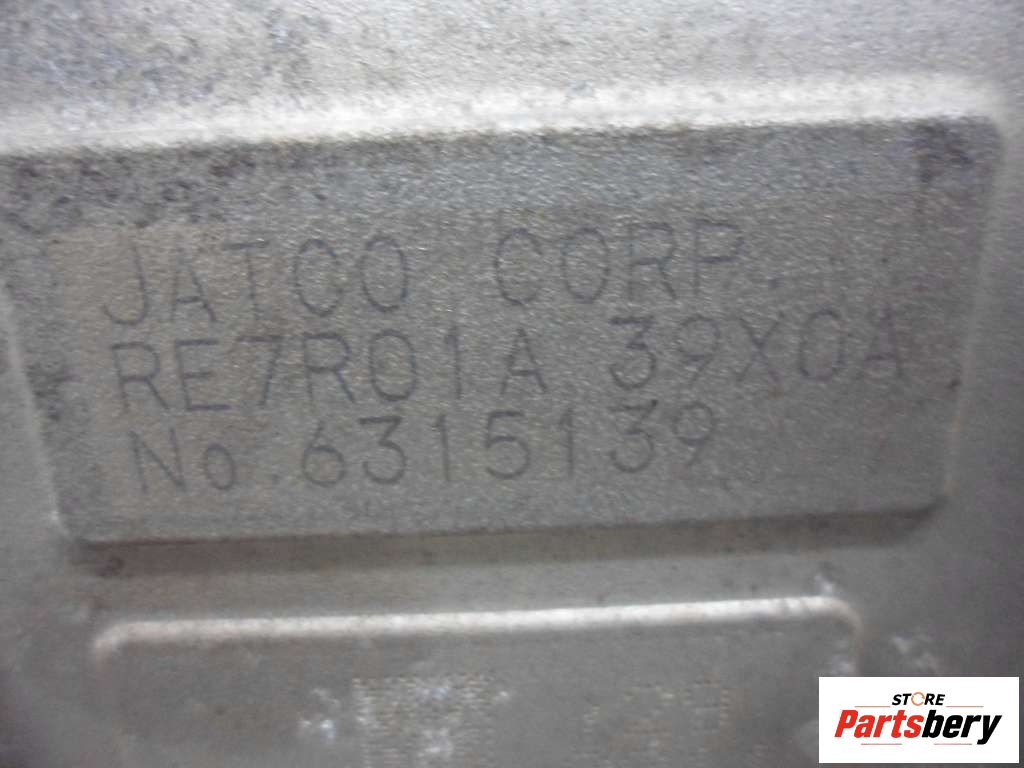 JATCO CORP.
RE7R01A 39X0A
No.6315139
STORE
Partsbery